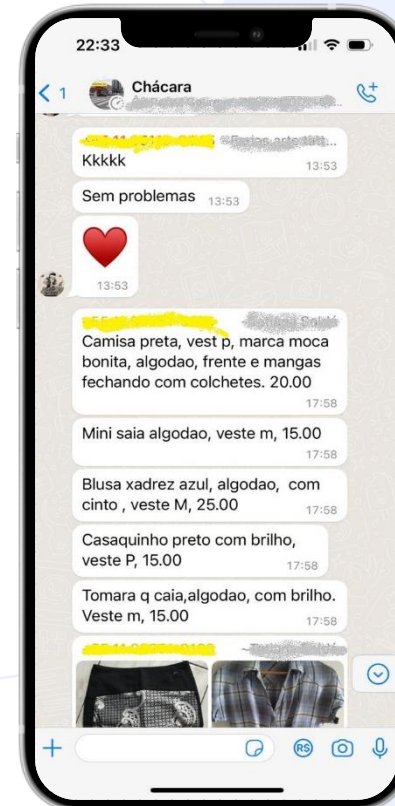 22:33
1
Chácara
Kkkkk
13:53
Sem problemas 13:53
13:53
Camisa preta, vest p, marca moca
bonita, algodao, frente e mangas
fechando com colchetes. 20.00
17:58
Mini saia algodao, veste m, 15.00
17:58
Blusa xadrez azul, algodao, com
cinto , veste M, 25.00
17:58
Casaquinho preto com brilho,
veste P, 15.00
17:58
Tomara q caia,algodao, com brilho.
Veste m, 15.00
17:58
R$